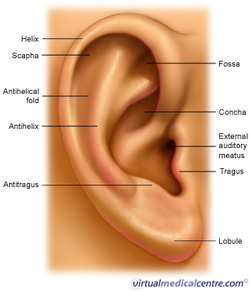 Helix
Scapha
Antihelical
fold
Antihelix
Antitragus
Fossa
Concha
External
auditory
meatus
Tragus
Lobule
virtualmedicalcentre.com©